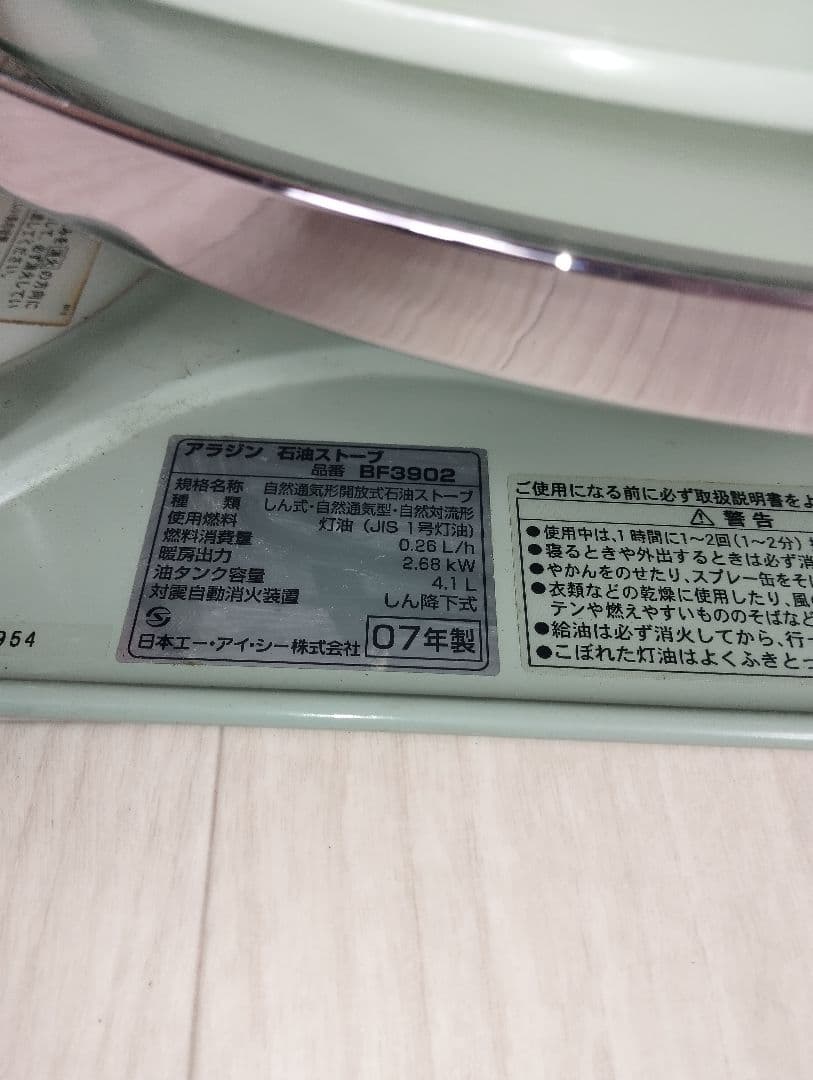 アラジン 石油ストーブ
品番 BF3902
規格名称 自然通気形開放式石油ストーブ
種類 しん式・自然通気型・自然対流形
使用燃料 灯油（JIS 1号灯油）
燃料消費量 0.26 L/h
暖房出力 2.68 kW
油タンク容量 4.1 L
対震自動消火装置 しん降下式
日本エー・アイ・シー株式会社 07年製
954
ご使用になる前に必ず取扱説明書をよ
⚠ 警告
●使用中は、1時間に1〜2回（1〜2分）
●寝るときや外出するときは必ず消
●やかんをのせたり、スプレー缶をそ
●衣類などの乾燥に使用したり、風の
テンや燃えやすいもののそばなど
●給油は必ず消火してから、行っ
●こぼれた灯油はよくふきとっ